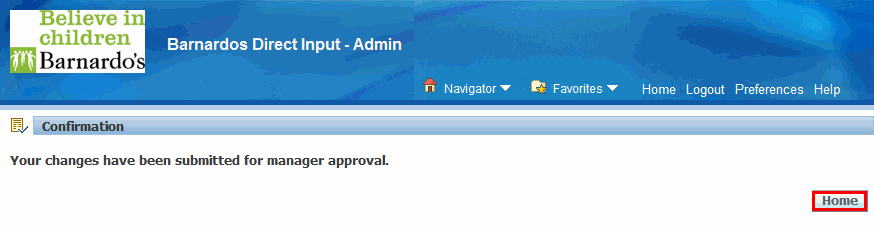 Believe in
children
Barnardo's
Barnardos Direct Input - Admin
Navigator Favorites Home Logout Preferences Help
Confirmation
Your changes have been submitted for manager approval.
Home